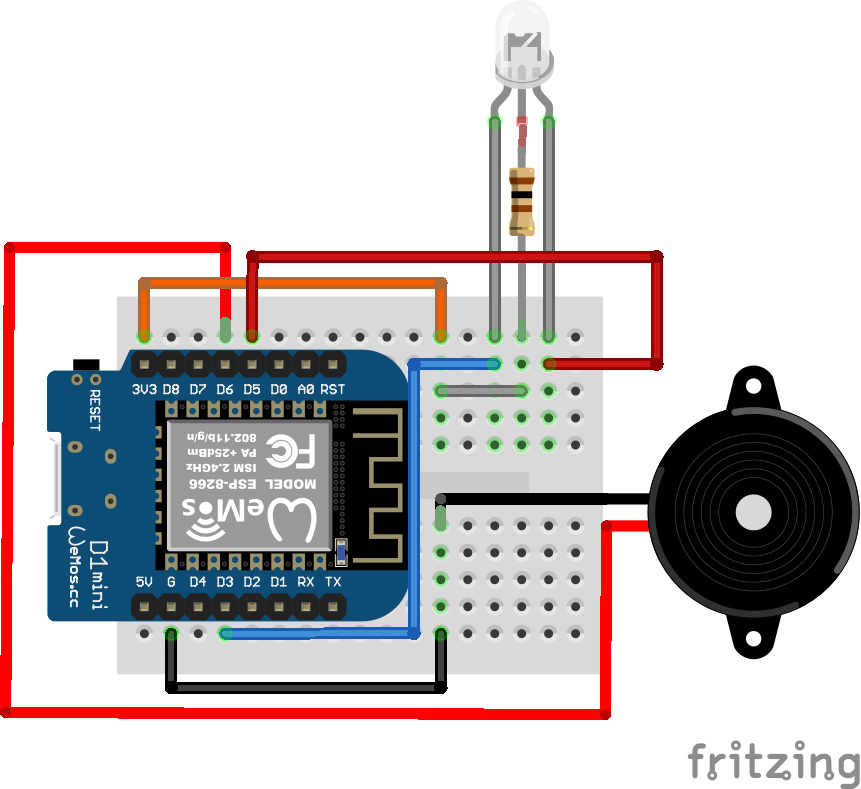 3V3 D8 D7 D6 D5 D0 A0 RST
RESET
802.11b/g/n
PA +25dBm
ISM 2.4GHz
MODEL ESP-8266
FC
WeMos
D1 mini
WeMos.cc
5V G D4 D3 D2 D1 RX TX
fritzing